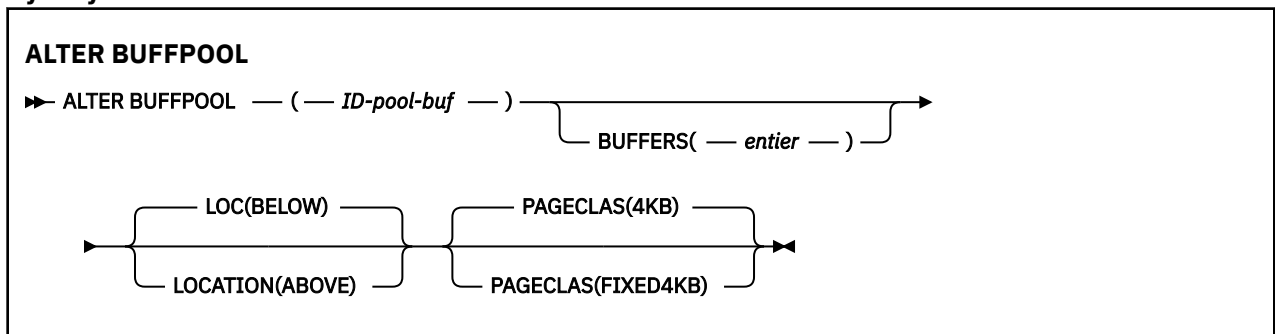 ALTER BUFFPOOL
ALTER BUFFPOOL ( ID-pool-buf )
BUFFERS( entier )
LOC(BELOW) PAGECLAS(4KB)
LOCATION(ABOVE) PAGECLAS(FIXED4KB)